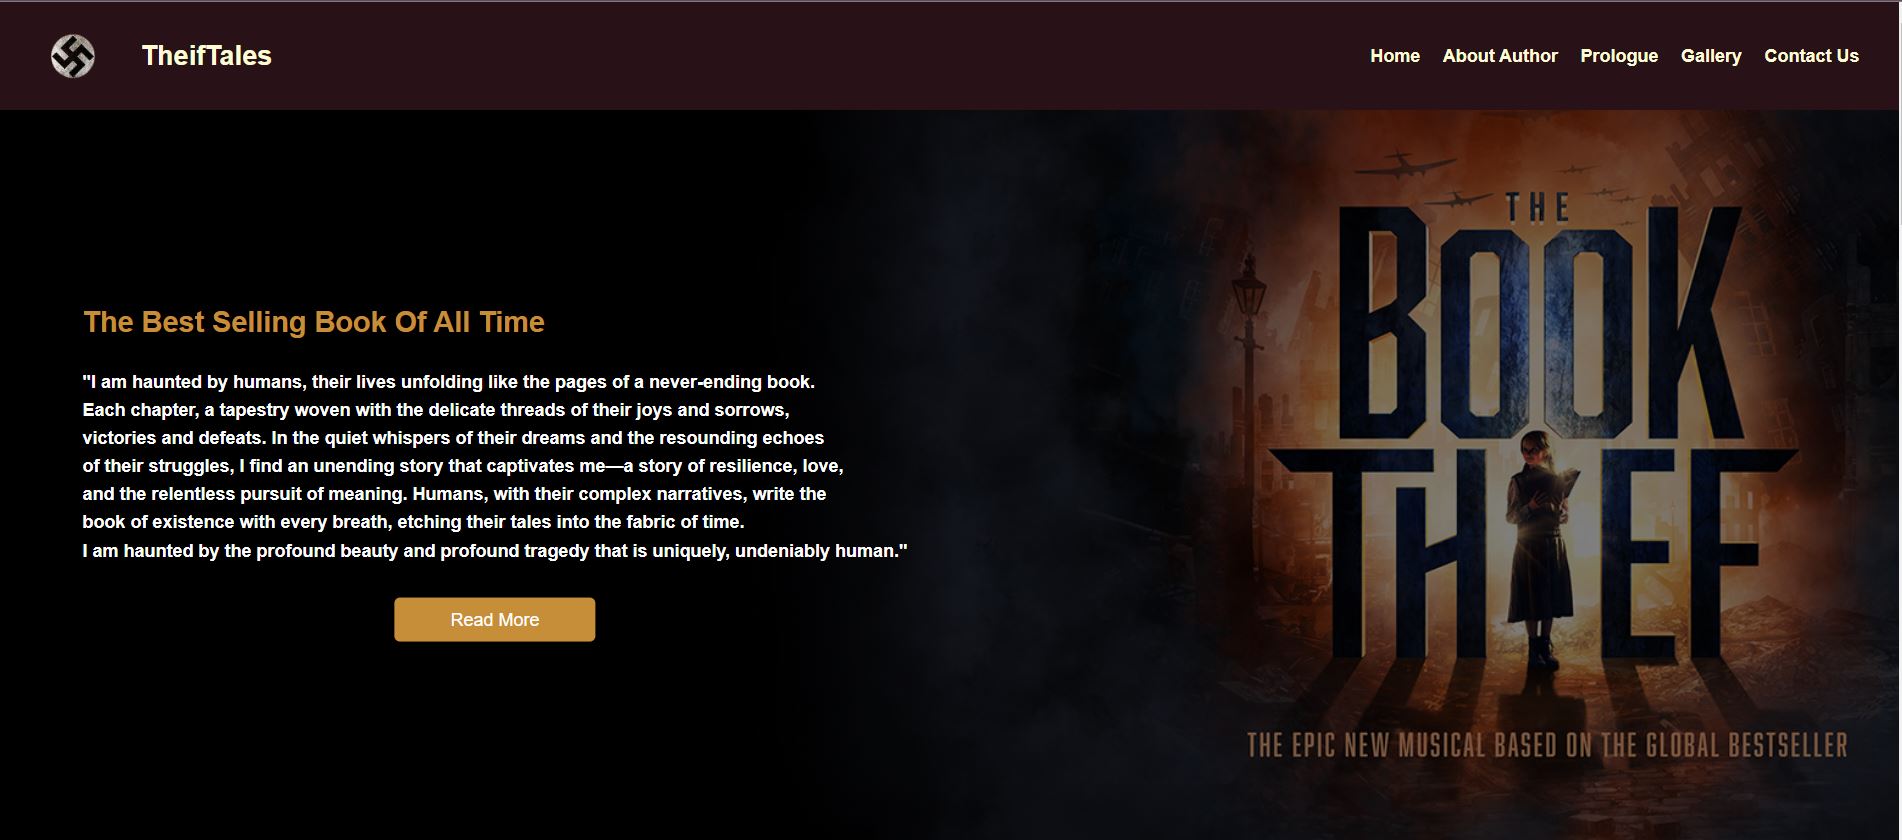 TheifTales
Home About Author Prologue Gallery Contact Us
The Best Selling Book Of All Time
"I am haunted by humans, their lives unfolding like the pages of a never-ending book.
Each chapter, a tapestry woven with the delicate threads of their joys and sorrows,
victories and defeats. In the quiet whispers of their dreams and the resounding echoes
of their struggles, I find an unending story that captivates me—a story of resilience, love,
and the relentless pursuit of meaning. Humans, with their complex narratives, write the
book of existence with every breath, etching their tales into the fabric of time.
I am haunted by the profound beauty and profound tragedy that is uniquely, undeniably human."
Read More
THE
BOOK
THIEF
THE EPIC NEW MUSICAL BASED ON THE GLOBAL BESTSELLER